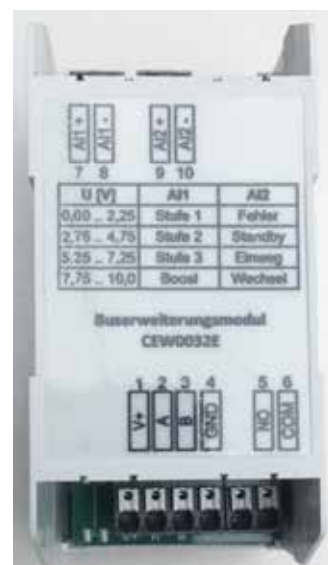 AI1 + AI1 - AI2 + AI2 -
7 8 9 10
U [V] AI1 AI2
0,00 .. 2,25 Stufe 1 Fehler
2,75 .. 4,75 Stufe 2 Standby
5,25 .. 7,25 Stufe 3 Einweg
7,75 .. 10,0 Boost Wechsel
Buserweiterungsmodul
CEW0032E
1 2 3 4 5 6
V+ A B GND NO COM